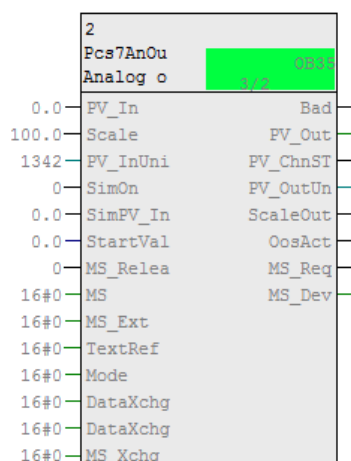 2
Pcs7AnOu
Analog o
OB35
3/2
0.0 PV_In Bad
100.0 Scale PV_Out
1342 PV_InUni PV_ChnST
0 SimOn PV_OutUn
0.0 SimPV_In ScaleOut
0.0 StartVal OosAct
0 MS_Relea MS_Req
16#0 MS MS_Dev
16#0 MS_Ext
16#0 TextRef
16#0 Mode
16#0 DataXchg
16#0 DataXchg
16#0 MS_Xchg